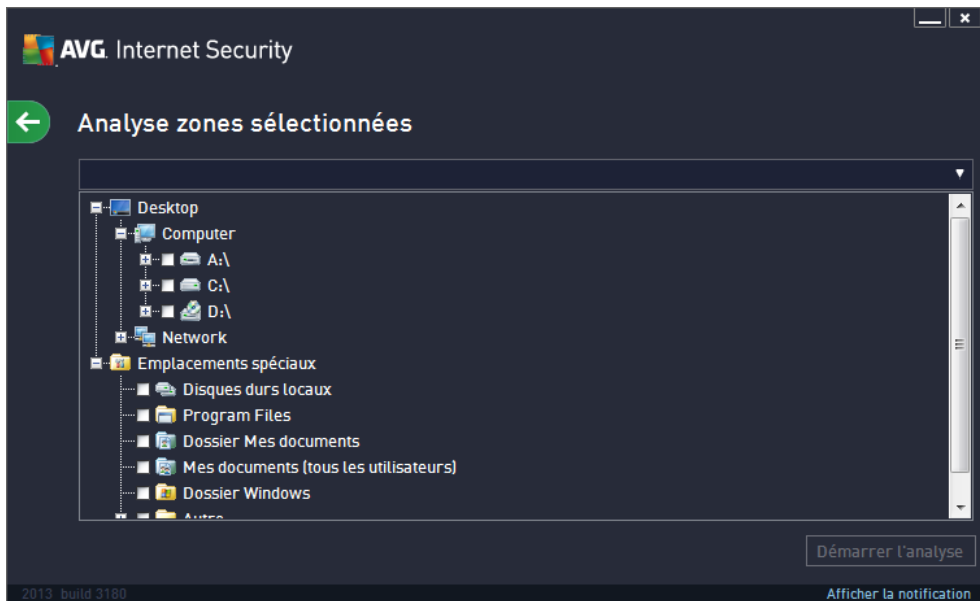 AVG. Internet Security
Analyse zones sélectionnées
Desktop
Computer
A:\
C:\
D:\
Network
Emplacements spéciaux
Disques durs locaux
Program Files
Dossier Mes documents
Mes documents (tous les utilisateurs)
Dossier Windows
Autre
Démarrer l'analyse
2013 build 3180
Afficher la notification